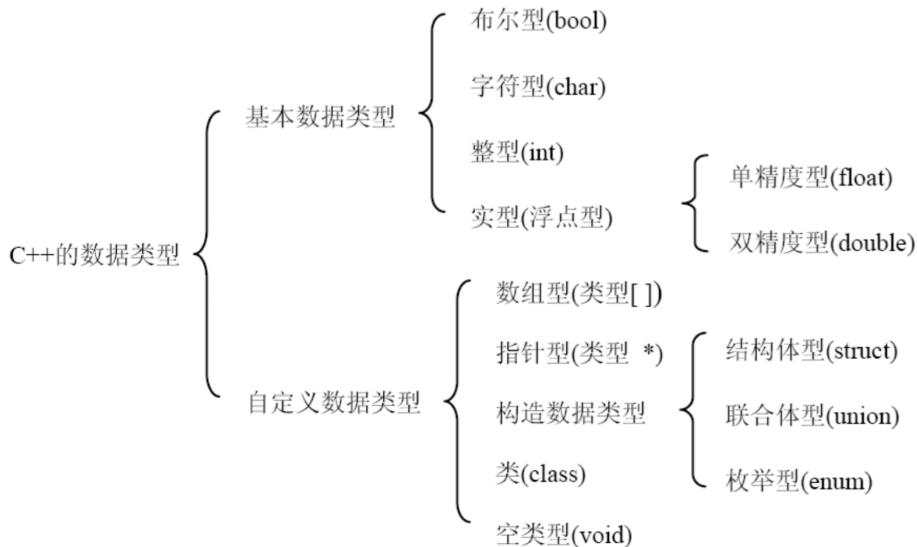 C++的数据类型
基本数据类型
布尔型(bool)
字符型(char)
整型(int)
实型(浮点型)
单精度型(float)
双精度型(double)
自定义数据类型
数组型(类型[ ])
指针型(类型 *)
构造数据类型
结构体型(struct)
联合体型(union)
枚举型(enum)
类(class)
空类型(void)